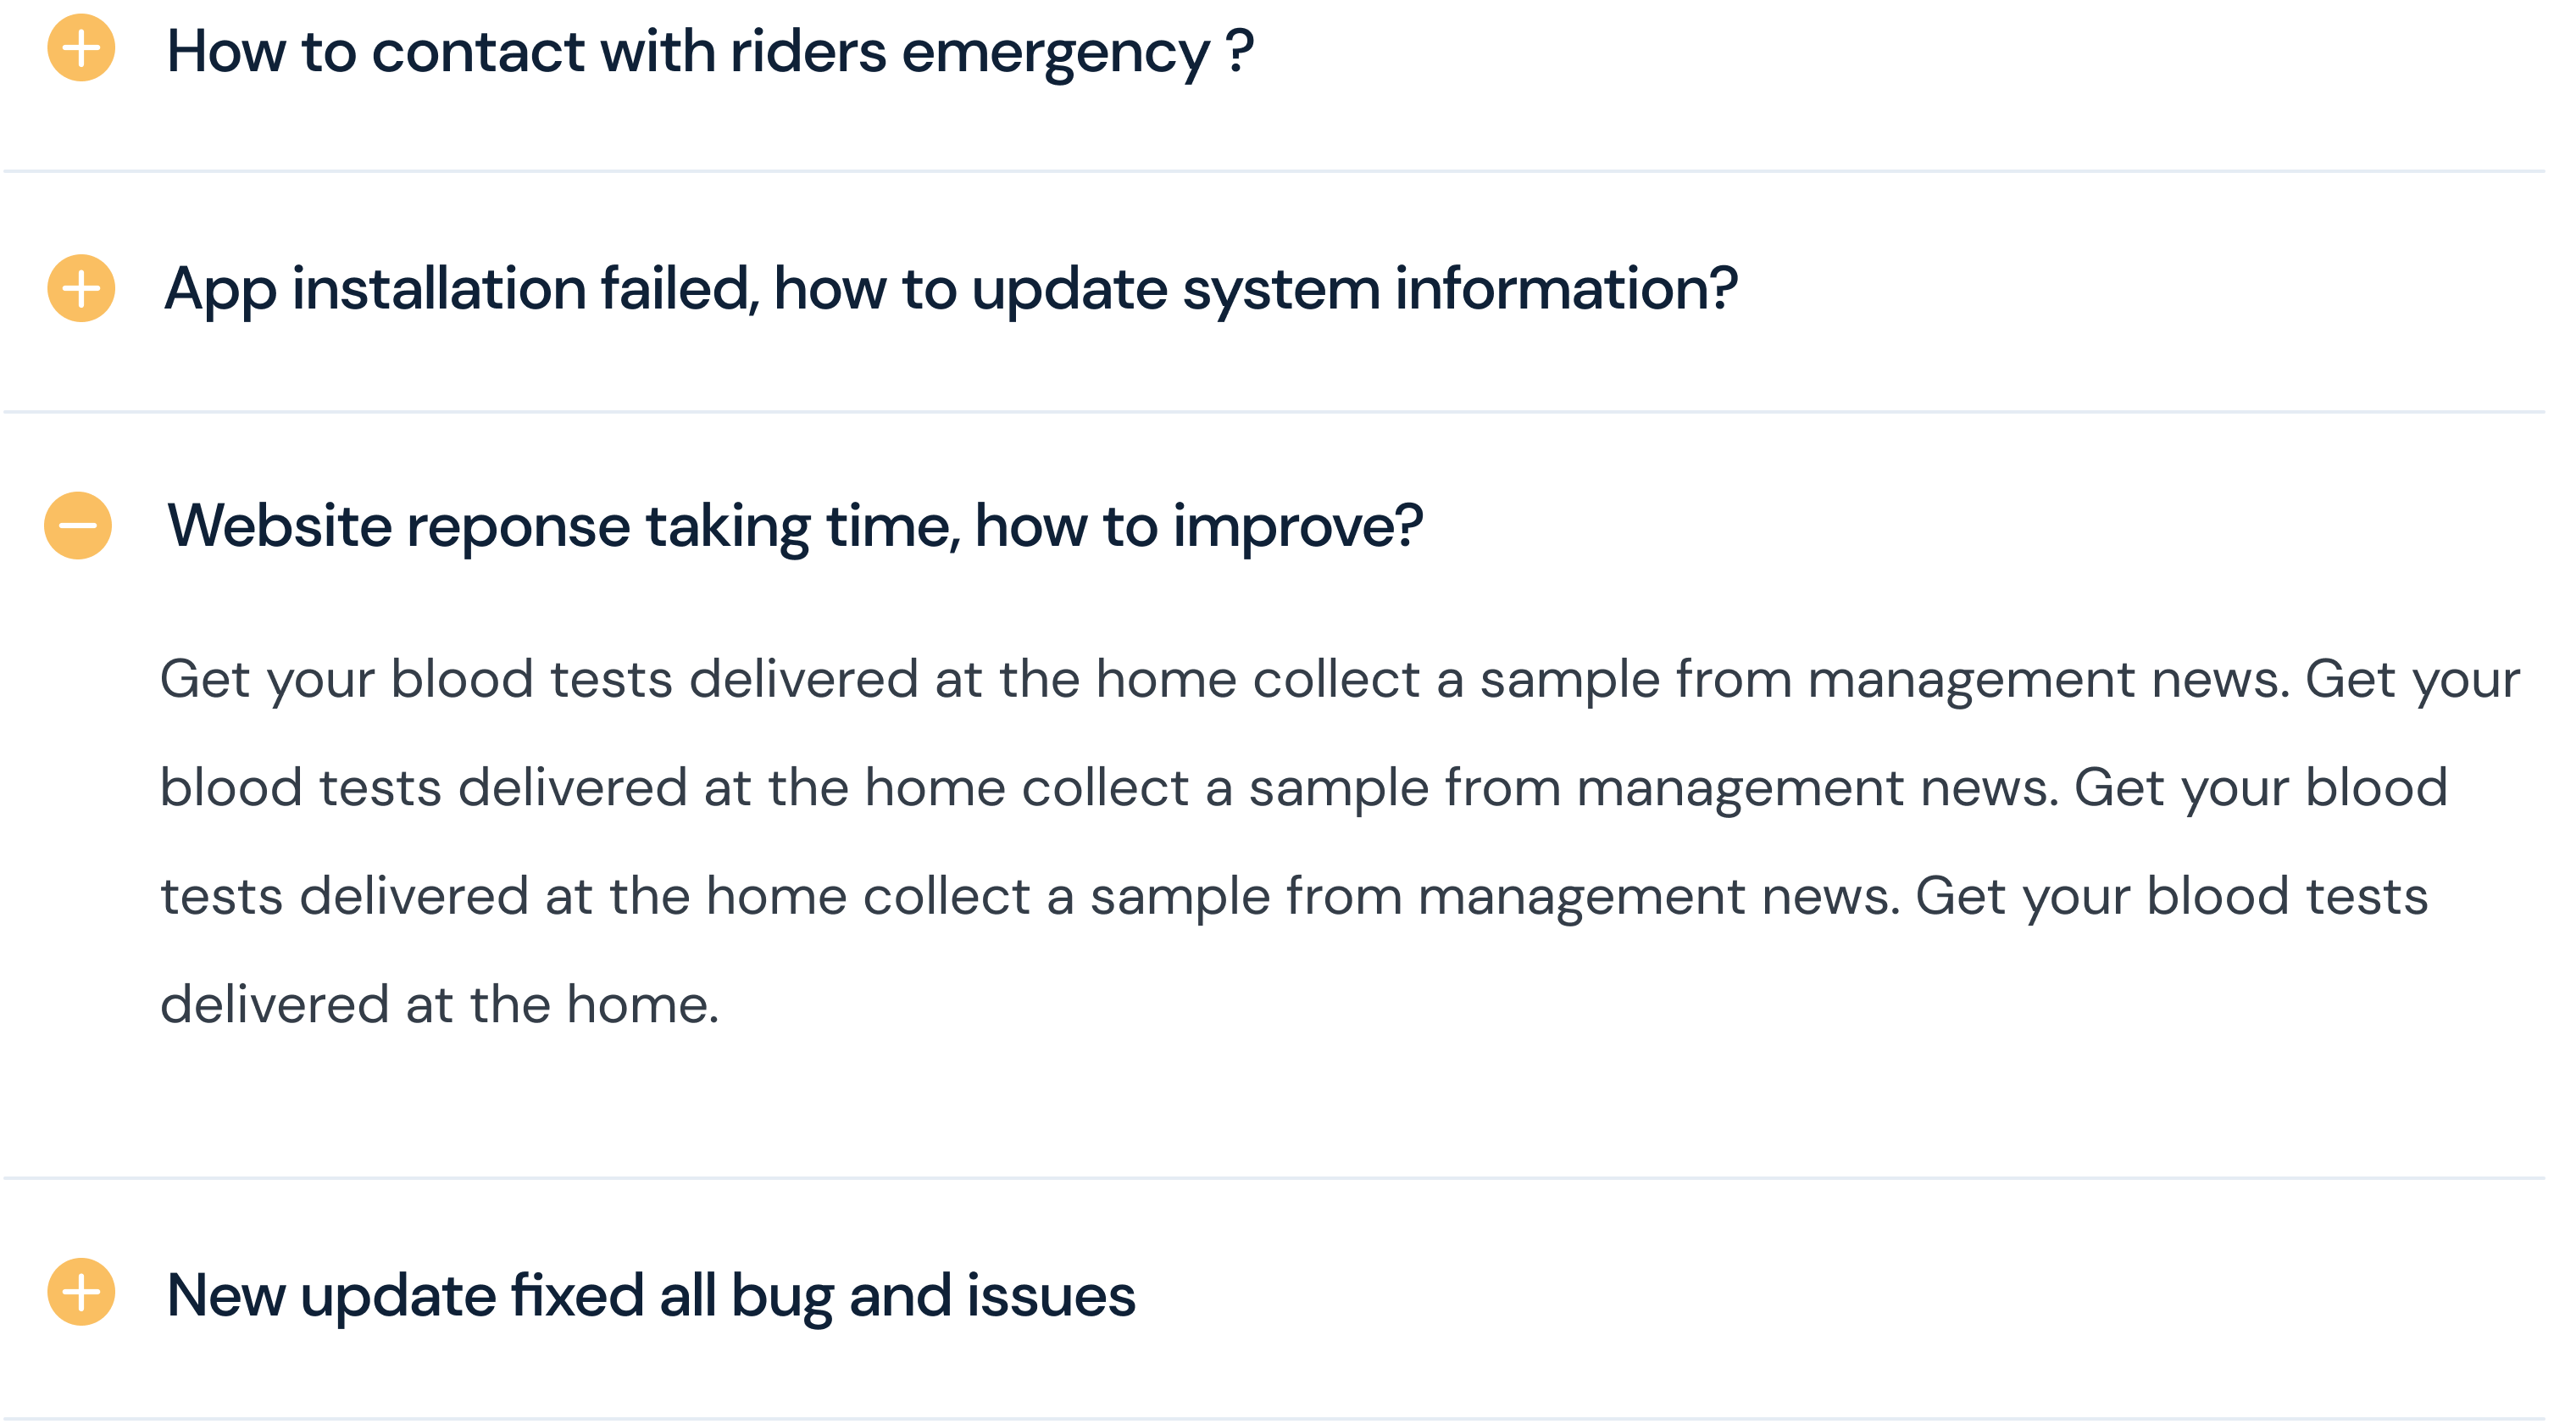 How to contact with riders emergency ?
App installation failed, how to update system information?
Website reponse taking time, how to improve?
Get your blood tests delivered at the home collect a sample from management news. Get your
blood tests delivered at the home collect a sample from management news. Get your blood
tests delivered at the home collect a sample from management news. Get your blood tests
delivered at the home.
New update fixed all bug and issues